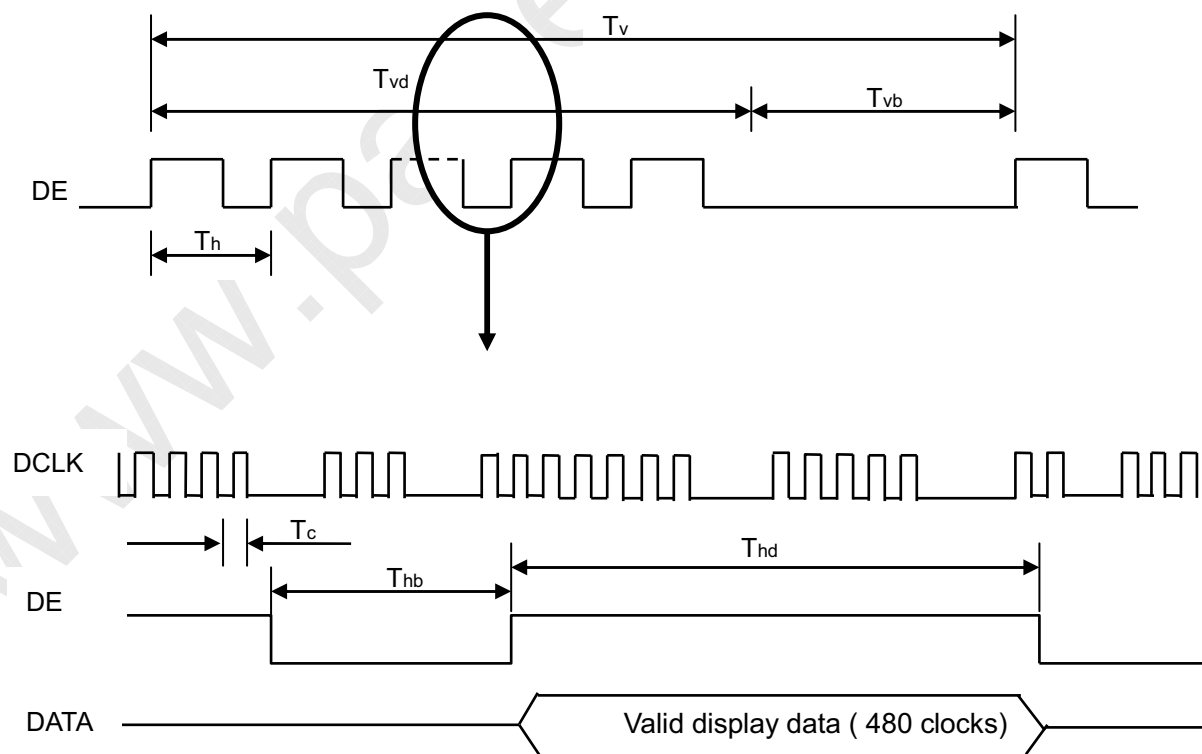 Tv
Tvd
Tvb
DE
Th
DCLK
Tc
Thd
Thb
DE
DATA
Valid display data ( 480 clocks)